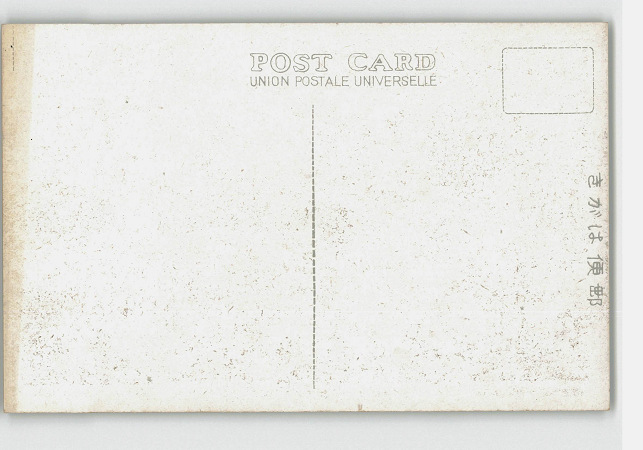 POST CARD
UNION POSTALE UNIVERSELLE
きがは便郵